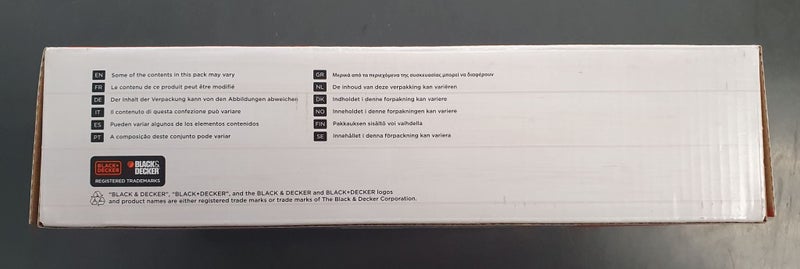 EN Some of the contents in this pack may vary
FR Le contenu de ce produit peut être modifié
DE Der Inhalt der Verpackung kann von den Abbildungen abweichen
IT Il contenuto di questa confezione può variare
ES Pueden variar algunos de los elementos contenidos
PT A composição deste conjunto pode variar
GR Μερικά από τα περιεχόμενα της συσκευασίας μπορεί να διαφέρουν
NL De inhoud van deze verpakking kan variëren
DK Indholdet i denne forpakning kan variere
NO Inneholdet i denne forpakningen kan variere
FIN Pakkauksen sisältö voi vaihdella
SE Innehållet i denna förpackning kan variera
BLACK+
DECKER
BLACK&
DECKER
REGISTERED TRADEMARKS
"BLACK & DECKER", "BLACK+DECKER", and the BLACK & DECKER and BLACK+DECKER logos
and product names are either registered trade marks or trade marks of The Black & Decker Corporation.